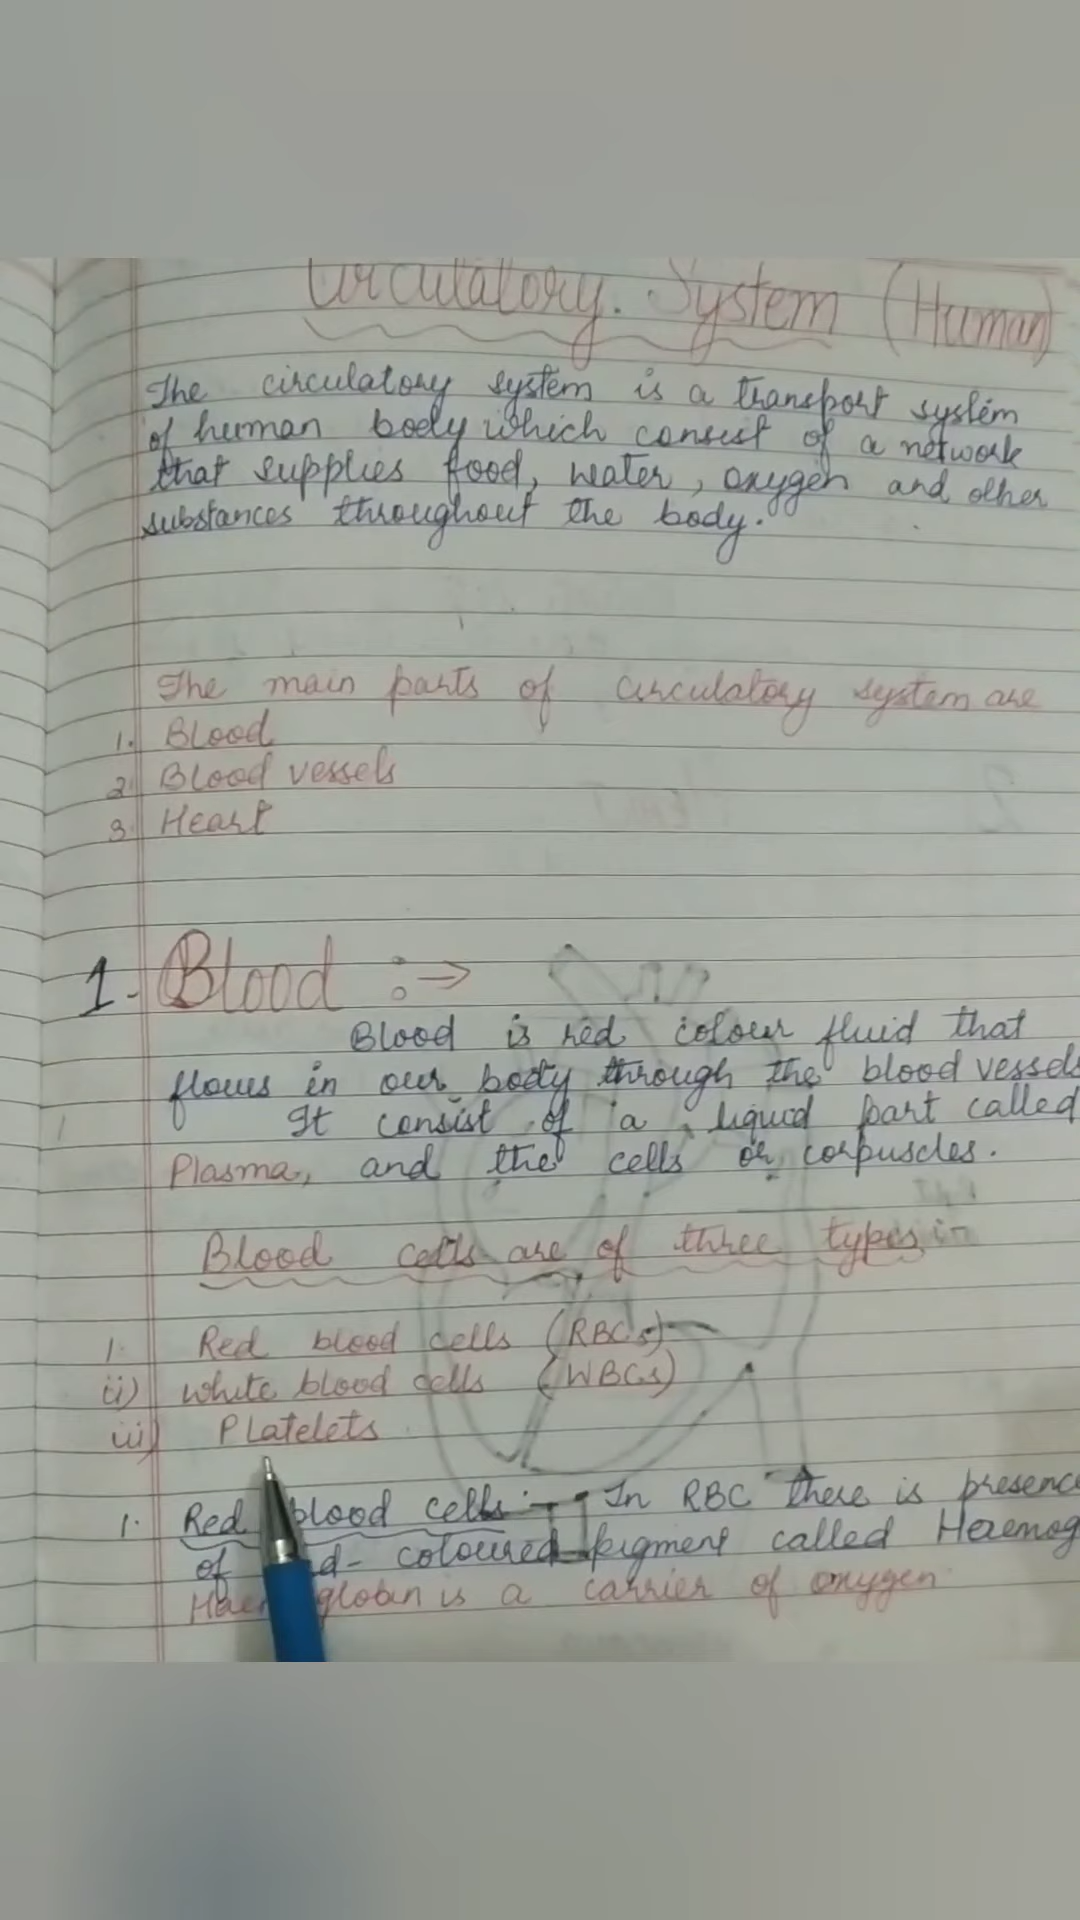 Circulatory. System (Human)
The circulatory system is a transport system
of human body which consist of a network
that supplies food, water, oxygen and other
substances throughout the body.
The main parts of circulatory system are
1. Blood
2. Blood vessels
3. Heart
1. Blood :→
Blood is red colour fluid that
flows in our body through the blood vessels
It consist of a liquid part called
Plasma, and the cells or corpuscles.
Blood cells are of three types in
1. Red blood cells (RBCs)
ii) White blood cells (WBCs)
iii) Platelets.
1. Red blood cells :- In RBC there is presence
of coloured pigment called Haemog
is a carrier of oxygen